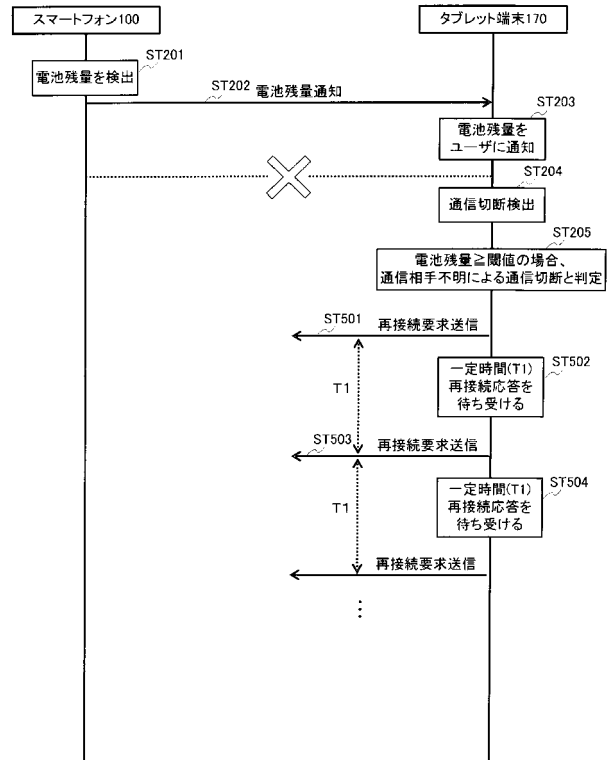 スマートフォン100
タブレット端末170
ST201
電池残量を検出
ST202
電池残量通知
ST203
電池残量を
ユーザに通知
ST204
通信切断検出
ST205
電池残量≧閾値の場合、
通信相手不明による通信切断と判定
ST501
再接続要求送信
T1
ST502
一定時間(T1)
再接続応答を
待ち受ける
ST503
再接続要求送信
T1
ST504
一定時間(T1)
再接続応答を
待ち受ける
再接続要求送信
⋮